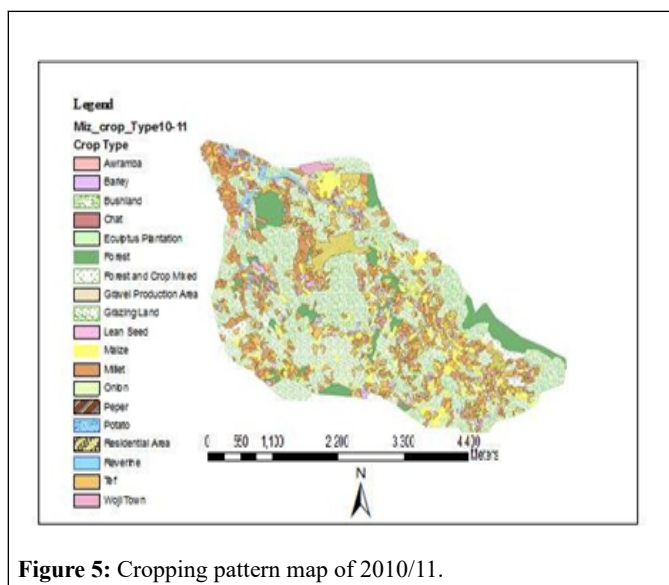 Legend
Miz_crop_Type10-11
Crop Type
Awramba
Barley
Bushland
Chat
Eculptus Plantation
Forest
Forest and Crop Mixed
Gravel Production Area
Grazing Land
Lean Seed
Maize
Millet
Onion
Peper
Potato
Residential Area
Reverine
Tef
Woji Town
0 550 1,100 2,200 3,300 4,400
Meters
N
Figure 5: Cropping pattern map of 2010/11.